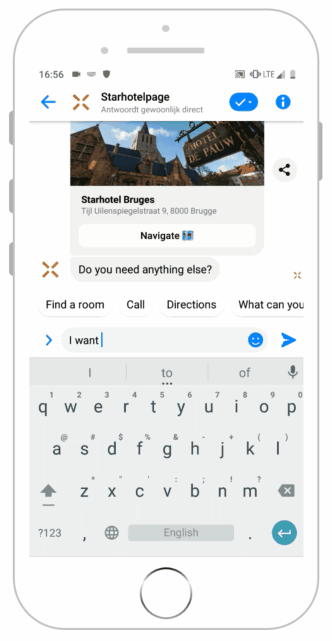 16:56
LTE
Starhotelpage
Antwoordt gewoonlijk direct
HOTEL
DE PAUW
Starhotel Bruges
Tijl Uilenspiegelstraat 9, 8000 Brugge
Navigate
Do you need anything else?
Find a room Call Directions What can you
I want
I to of
1 2 3 4 5 6 7 8 9 0
q w e r t y u i o p
@ # $ % & - + ( )
a s d f g h j k l
* " ' : ; ! ?
z x c v b n m
?123 , English .